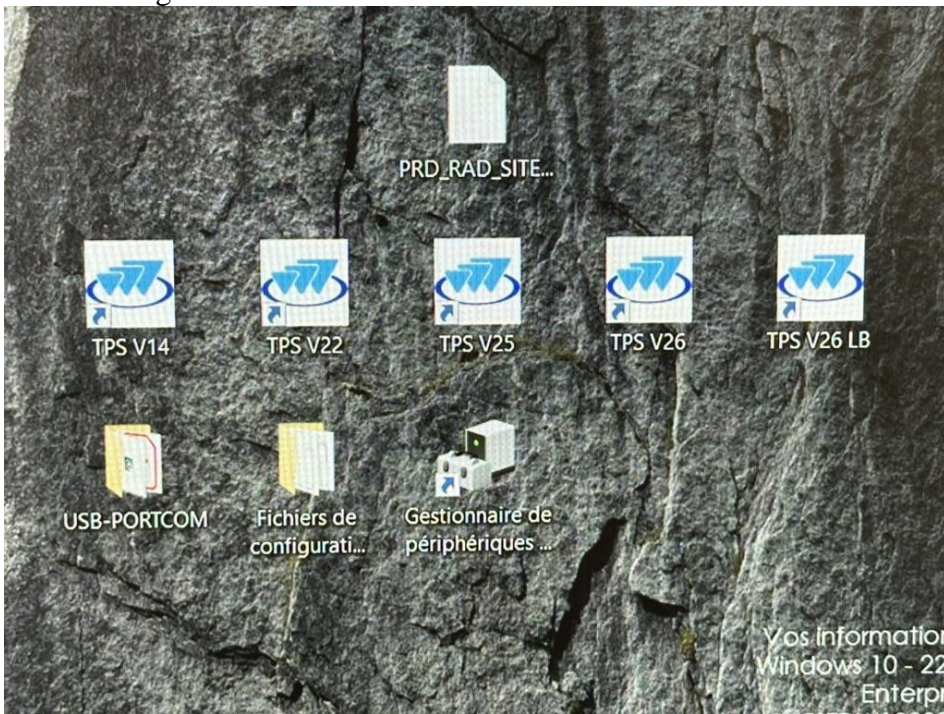 PRD_RAD_SITE...
TPS V14
TPS V22
TPS V25
TPS V26
TPS V26 LB
USB-PORTCOM
Fichiers de
configurati...
Gestionnaire de
périphériques ...
Vos information
Windows 10 - 22
Enterpr